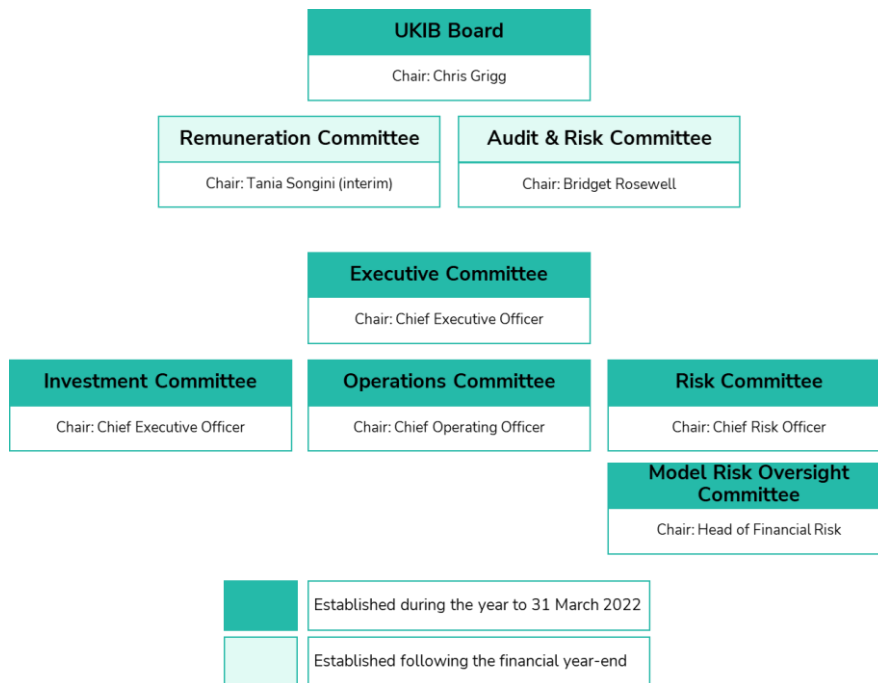 UKIB Board
Chair: Chris Grigg
Remuneration Committee
Chair: Tania Songini (interim)
Audit & Risk Committee
Chair: Bridget Rosewell
Executive Committee
Chair: Chief Executive Officer
Investment Committee
Chair: Chief Executive Officer
Operations Committee
Chair: Chief Operating Officer
Risk Committee
Chair: Chief Risk Officer
Model Risk Oversight
Committee
Chair: Head of Financial Risk
Established during the year to 31 March 2022
Established following the financial year-end